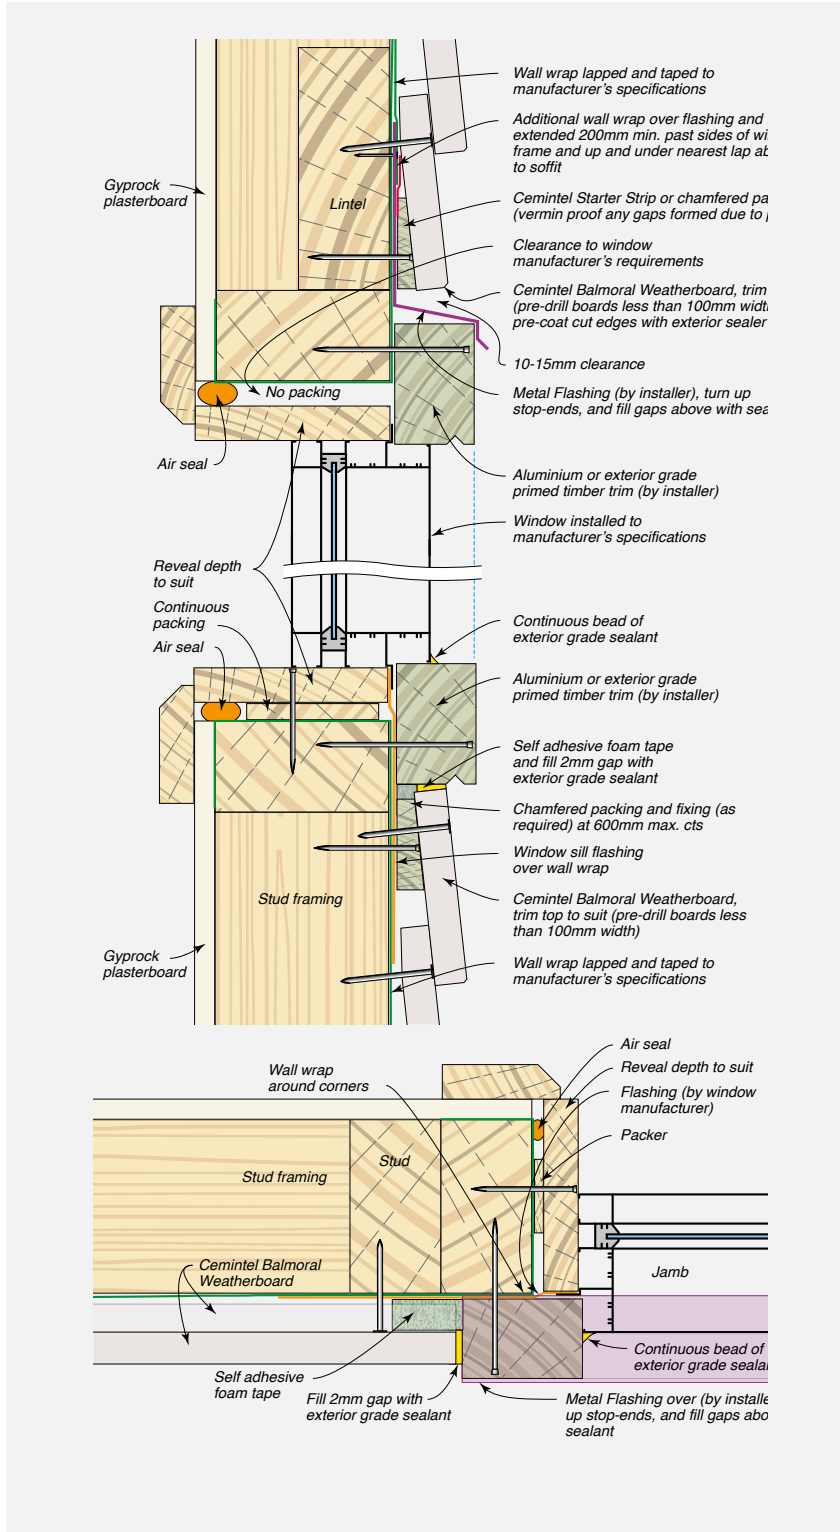 Wall wrap lapped and taped to
manufacturer's specifications
Additional wall wrap over flashing and
extended 200mm min. past sides of
frame and up and under nearest lap
to soffit
Gyprock
plasterboard
Lintel
Cemintel Starter Strip or chamfered
(vermin proof any gaps formed due to
Clearance to window
manufacturer's requirements
Cemintel Balmoral Weatherboard, trim
(pre-drill boards less than 100mm
pre-coat cut edges with exterior sealer
10-15mm clearance
No packing
Metal Flashing (by installer), turn up
stop-ends, and fill gaps above with
Air seal
Aluminium or exterior grade
primed timber trim (by installer)
Window installed to
manufacturer's specifications
Reveal depth
to suit
Continuous
packing
Air seal
Continuous bead of
exterior grade sealant
Aluminium or exterior grade
primed timber trim (by installer)
Self adhesive foam tape
and fill 2mm gap with
exterior grade sealant
Chamfered packing and fixing (as
required) at 600mm max. cts
Window sill flashing
over wall wrap
Stud framing
Cemintel Balmoral Weatherboard,
trim top to suit (pre-drill boards less
than 100mm width)
Gyprock
plasterboard
Wall wrap lapped and taped to
manufacturer's specifications
Air seal
Reveal depth to suit
Wall wrap
around corners
Flashing (by window
manufacturer)
Packer
Stud
Stud framing
Cemintel Balmoral
Weatherboard
Jamb
Continuous bead of
exterior grade
Self adhesive
foam tape
Fill 2mm gap with
exterior grade sealant
Metal Flashing over (by
up stop-ends, and fill gaps
sealant